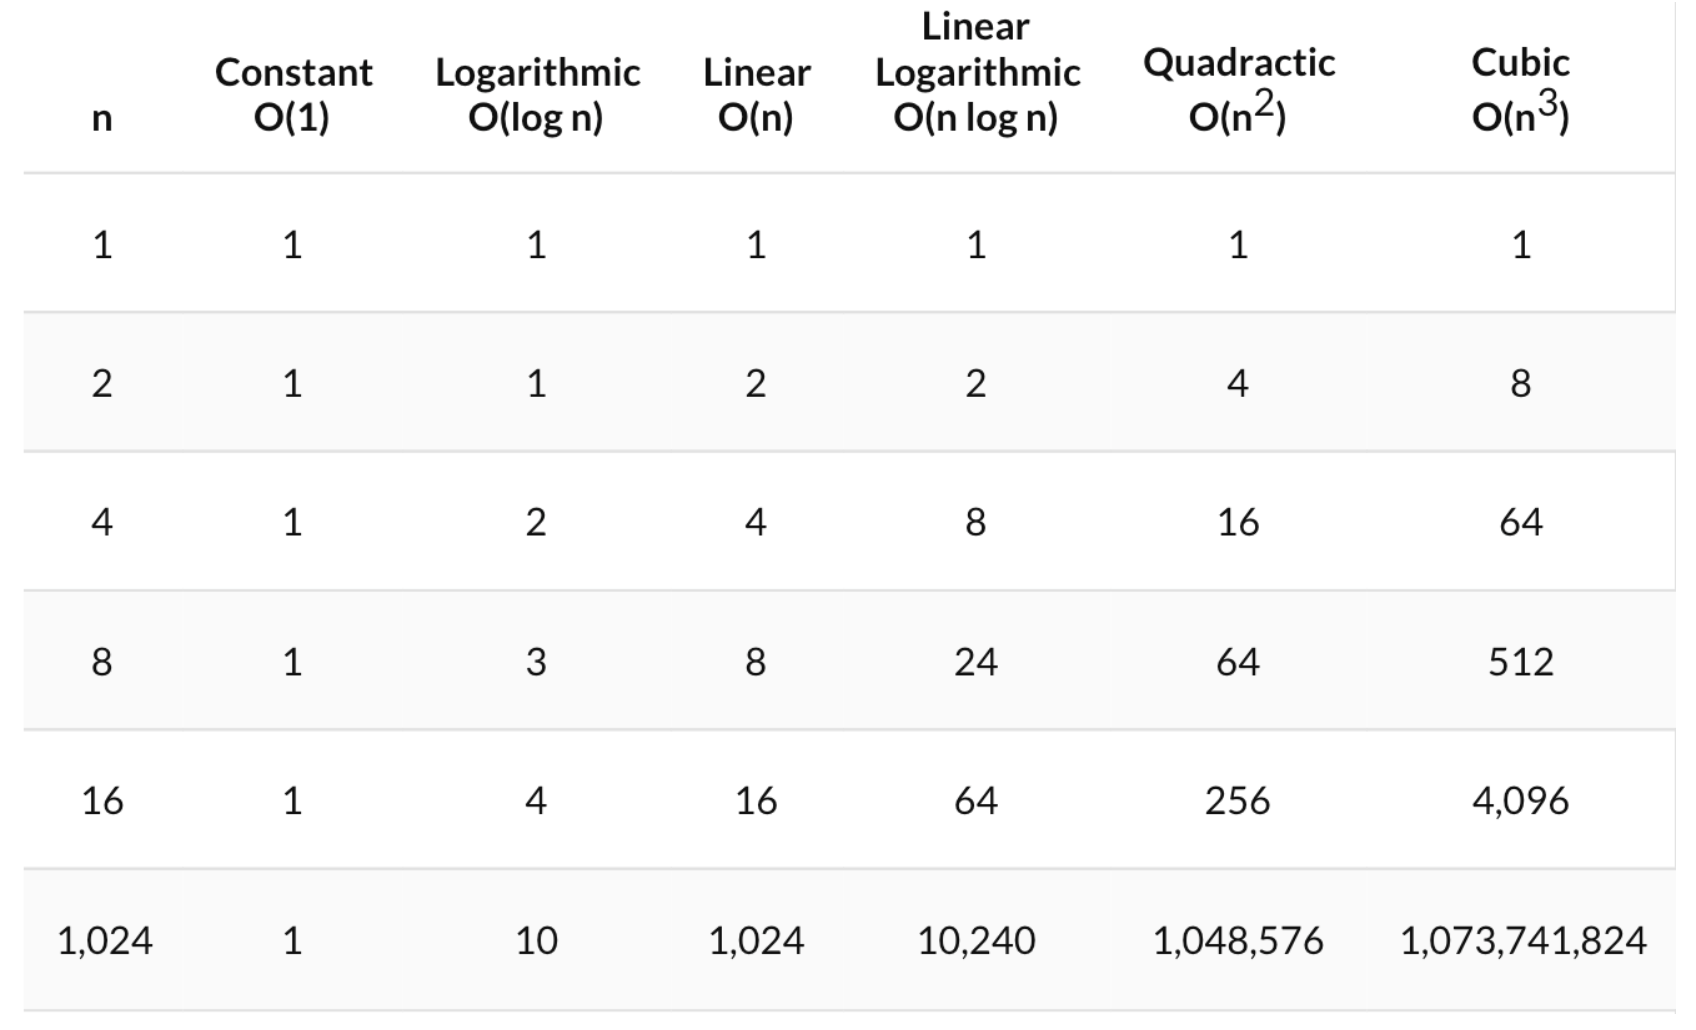 n Constant O(1) Logarithmic O(log n) Linear O(n) Linear Logarithmic O(n log n) Quadractic O(n²) Cubic O(n³)
1 1 1 1 1 1 1
2 1 1 2 2 4 8
4 1 2 4 8 16 64
8 1 3 8 24 64 512
16 1 4 16 64 256 4,096
1,024 1 10 1,024 10,240 1,048,576 1,073,741,824